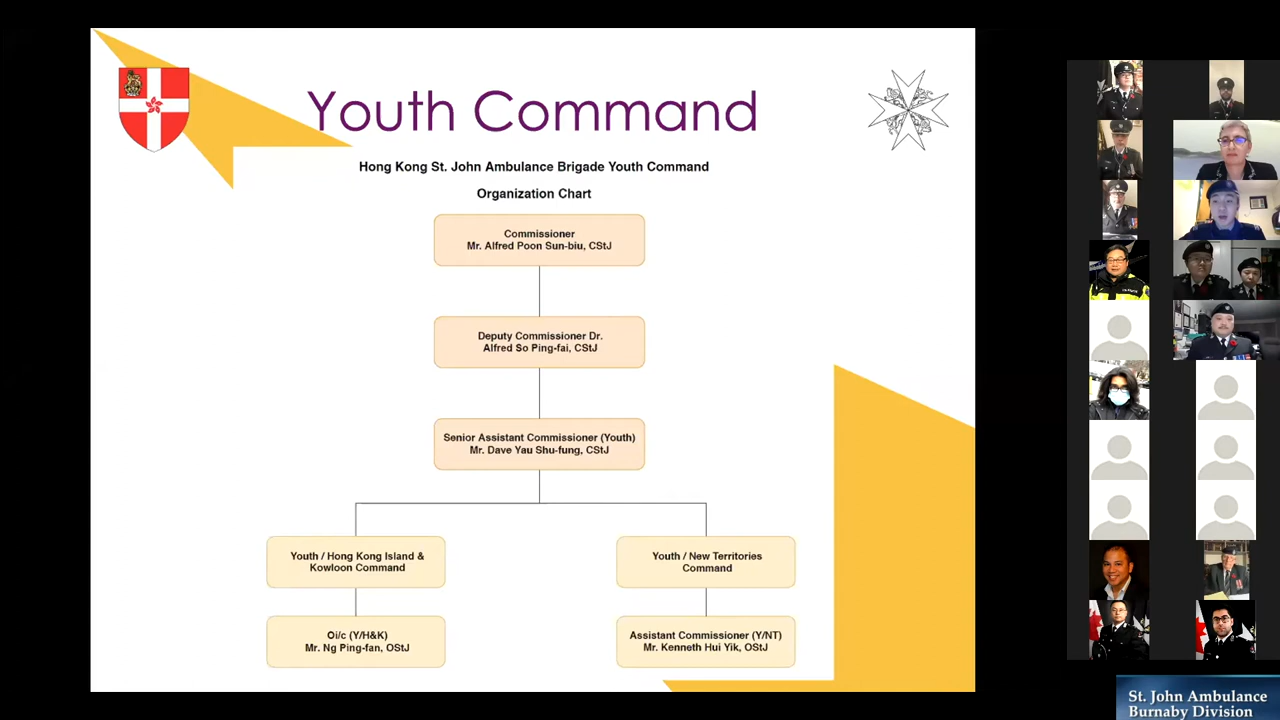 Youth Command
Hong Kong St. John Ambulance Brigade Youth Command
Organization Chart
Commissioner
Mr. Alfred Poon Sun-biu, CStJ
Deputy Commissioner Dr.
Alfred So Ping-fai, CStJ
Senior Assistant Commissioner (Youth)
Mr. Dave Yau Shu-fung, CStJ
Youth / Hong Kong Island &
Kowloon Command
Youth / New Territories
Command
Oi/c (Y/H&K)
Mr. Ng Ping-fan, OStJ
Assistant Commissioner (Y/NT)
Mr. Kenneth Hui Yik, OStJ
St. John Ambulance
Burnaby Division